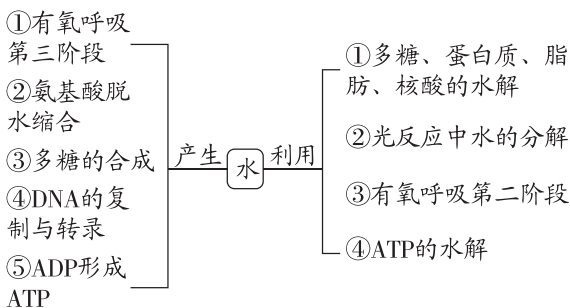 ①有氧呼吸
第三阶段
②氨基酸脱
水缩合
③多糖的合成
④DNA的复
制与转录
⑤ADP形成
ATP
产生
水
利用
①多糖、蛋白质、脂
肪、核酸的水解
②光反应中水的分解
③有氧呼吸第二阶段
④ATP的水解